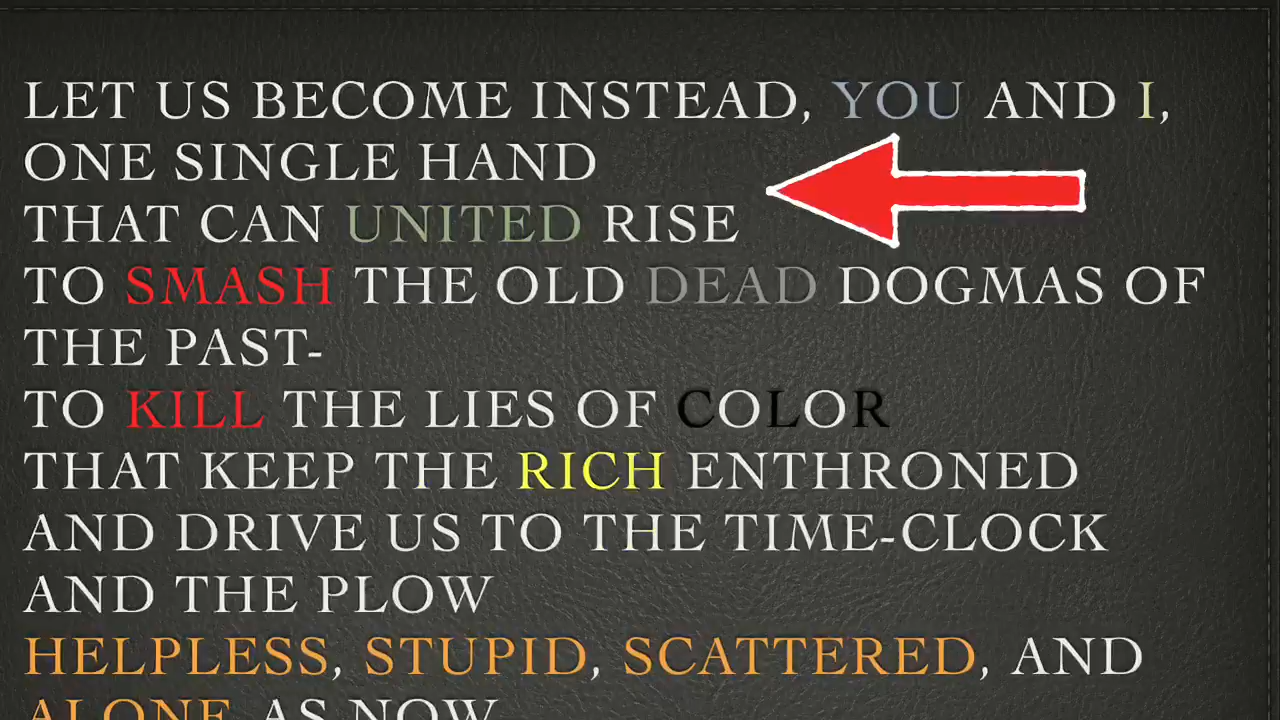 LET US BECOME INSTEAD, YOU AND I,
ONE SINGLE HAND
THAT CAN UNITED RISE
TO SMASH THE OLD DEAD DOGMAS OF
THE PAST-
TO KILL THE LIES OF COLOR
THAT KEEP THE RICH ENTHRONED
AND DRIVE US TO THE TIME-CLOCK
AND THE PLOW
HELPLESS, STUPID, SCATTERED, AND
ALONE AS NOW